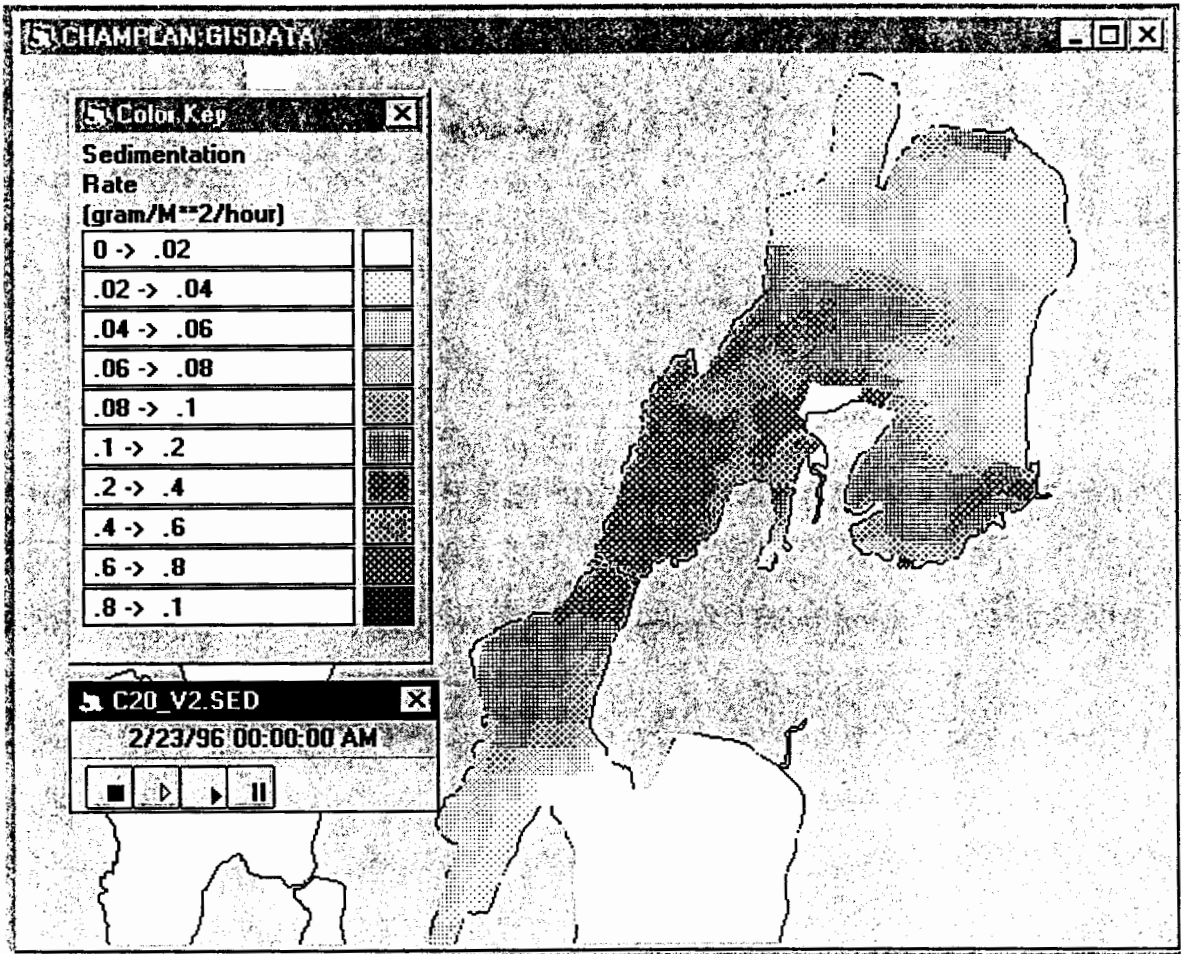 CHAMPLAN:GISDATA
Color Key
Sedimentation
Rate
(gram/M**2/hour)
0 -> .02
.02 -> .04
.04 -> .06
.06 -> .08
.08 -> .1
.1 -> .2
.2 -> .4
.4 -> .6
.6 -> .8
.8 -> .1
C20_V2.SED
2/23/96 00:00:00 AM